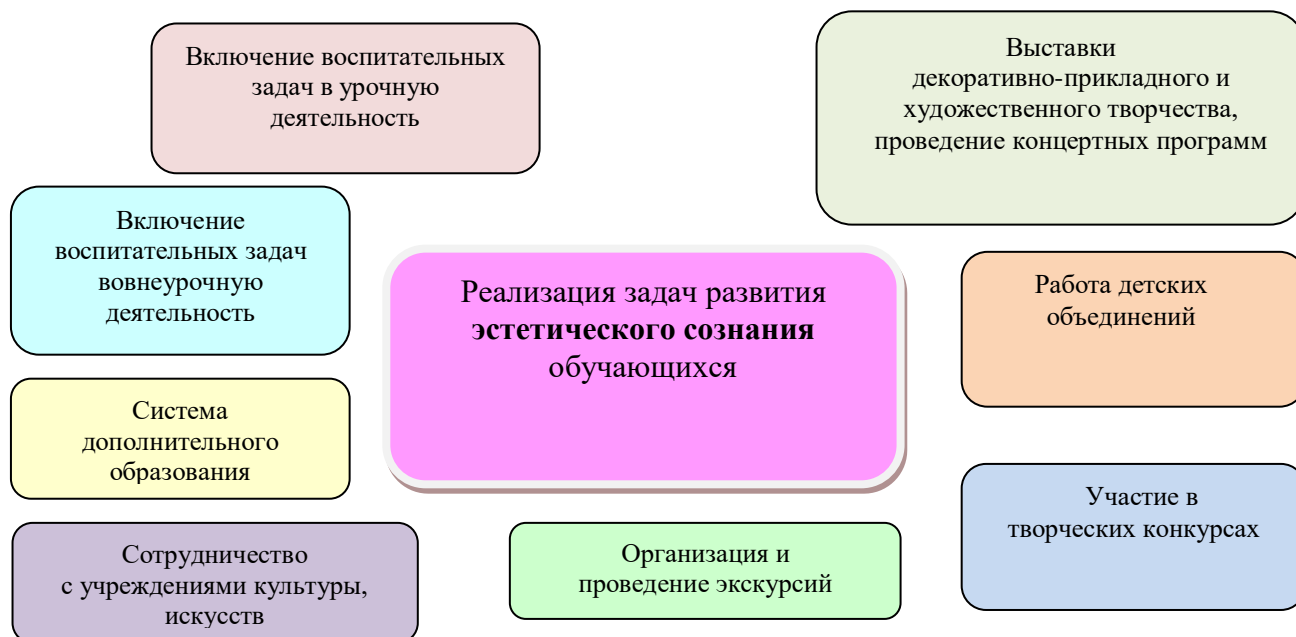 Включение воспитательных
задач в урочную
деятельность
Выставки
декоративно-прикладного и
художественного творчества,
проведение концертных программ
Включение
воспитательных задач
вовнеурочную
деятельность
Реализация задач развития
эстетического сознания
обучающихся
Работа детских
объединений
Система
дополнительного
образования
Участие в
творческих конкурсах
Сотрудничество
с учреждениями культуры,
искусств
Организация и
проведение экскурсий